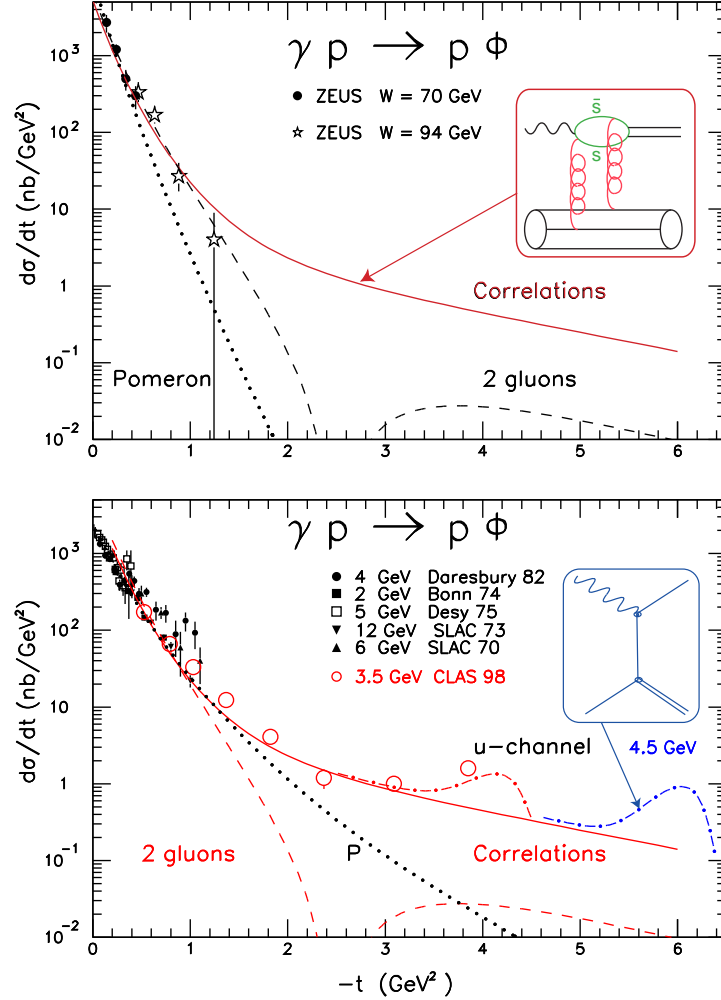 γ p → p Φ
● ZEUS W = 70 GeV
☆ ZEUS W = 94 GeV
s̄
s
Correlations
Pomeron
2 gluons
dσ/dt (nb/GeV²)
10³
10²
10
1
10⁻¹
10⁻²
0 1 2 3 4 5 6
γ p → p Φ
● 4 GeV Daresbury 82
■ 2 GeV Bonn 74
□ 5 GeV Desy 75
▼ 12 GeV SLAC 73
▲ 6 GeV SLAC 70
○ 3.5 GeV CLAS 98
u-channel
4.5 GeV
2 gluons
P
Correlations
dσ/dt (nb/GeV²)
10³
10²
10
1
10⁻¹
10⁻²
0 1 2 3 4 5 6
−t (GeV²)